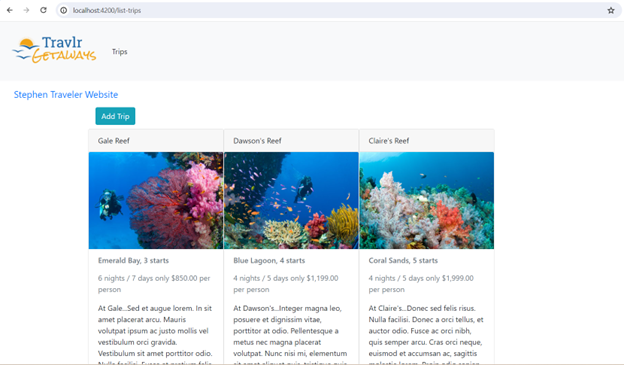 localhost:4200/list-trips
Travlr
GETAWAYS
Trips
Stephen Traveler Website
Add Trip
Gale Reef
Emerald Bay, 3 starts
6 nights / 7 days only $850.00 per
person
At Gale...Sed et augue lorem. In sit
amet placerat arcu. Mauris
volutpat ipsum ac justo mollis vel
vestibulum orci gravida.
Vestibulum sit amet porttitor odio.
Dawson's Reef
Blue Lagoon, 4 starts
4 nights / 5 days only $1,199.00
per person
At Dawson's...Integer magna leo,
posuere et dignissim vitae,
porttitor at odio. Pellentesque a
metus nec magna placerat
volutpat. Nunc nisi mi, elementum
Claire's Reef
Coral Sands, 5 starts
4 nights / 5 days only $1,999.00
per person
At Claire's...Donec sed felis risus.
Nulla facilisi. Donec a orci tellus, et
auctor odio. Fusce ac orci nibh,
quis semper arcu. Cras orci neque,
euismod et accumsan ac, sagittis